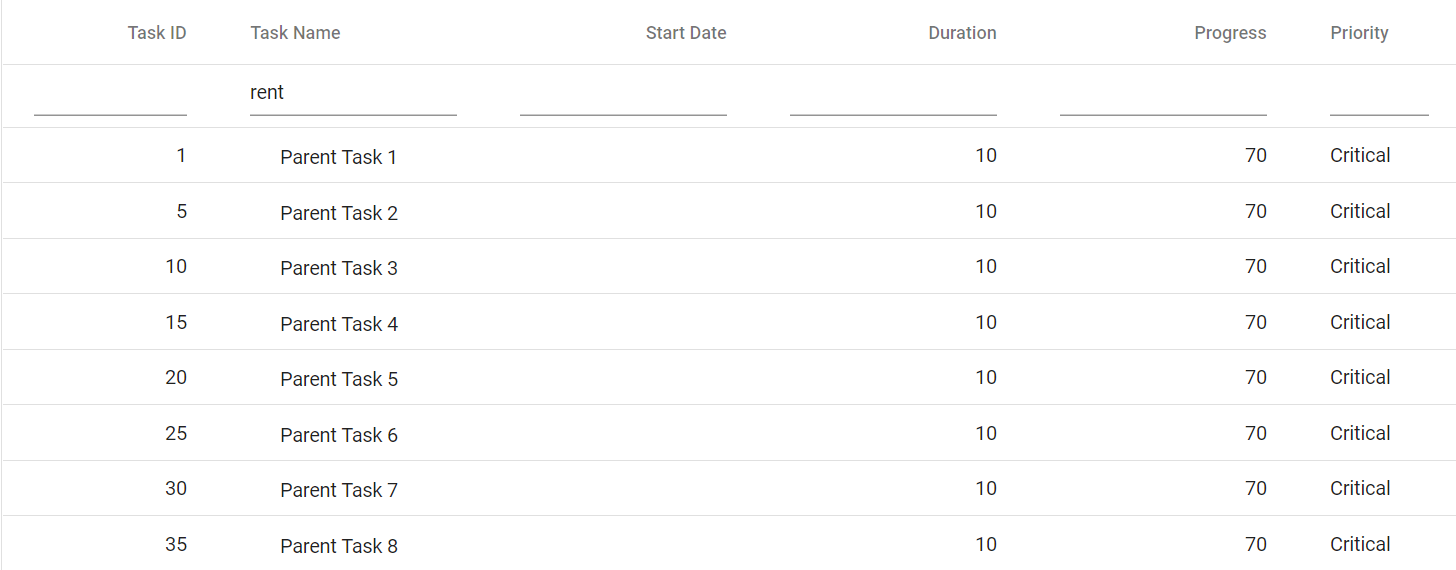 Task ID Task Name Start Date Duration Progress Priority
rent
1 Parent Task 1 10 70 Critical
5 Parent Task 2 10 70 Critical
10 Parent Task 3 10 70 Critical
15 Parent Task 4 10 70 Critical
20 Parent Task 5 10 70 Critical
25 Parent Task 6 10 70 Critical
30 Parent Task 7 10 70 Critical
35 Parent Task 8 10 70 Critical